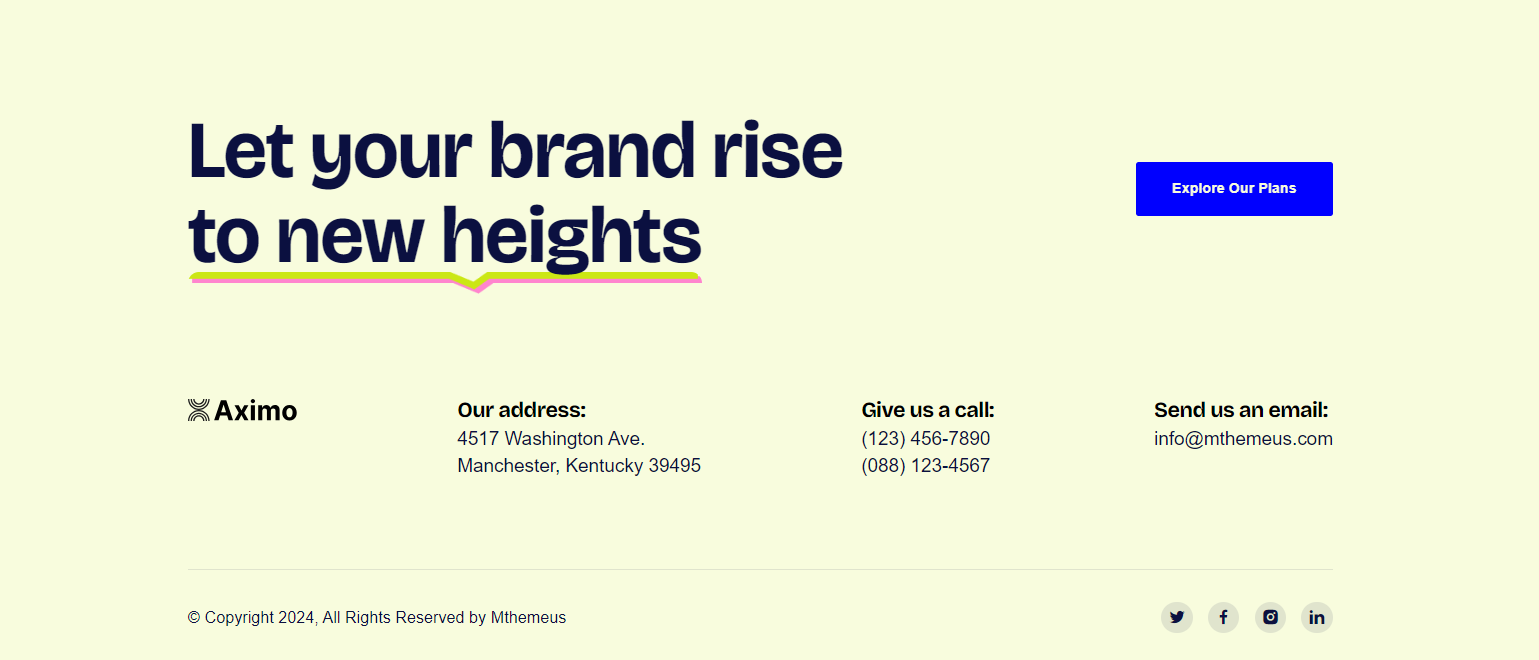 Let your brand rise
to new heights
Explore Our Plans
Aximo
Our address:
4517 Washington Ave.
Manchester, Kentucky 39495
Give us a call:
(123) 456-7890
(088) 123-4567
Send us an email:
info@mthemeus.com
© Copyright 2024, All Rights Reserved by Mthemeus